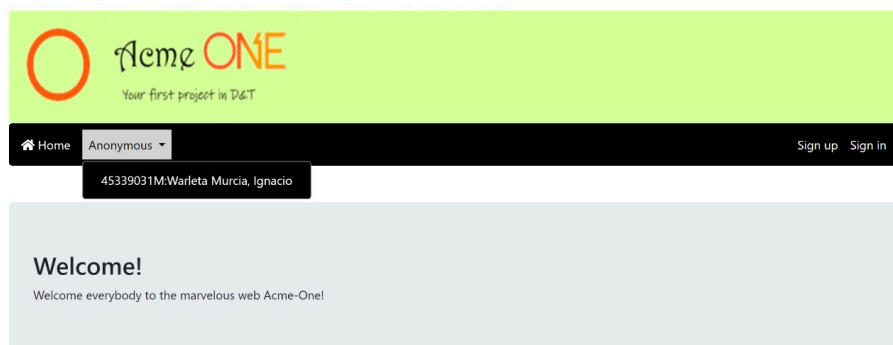 Acme ONE
Your first project in D&T
Home Anonymous Sign up Sign in
45339031M:Warleta Murcia, Ignacio
Welcome!
Welcome everybody to the marvelous web Acme-One!